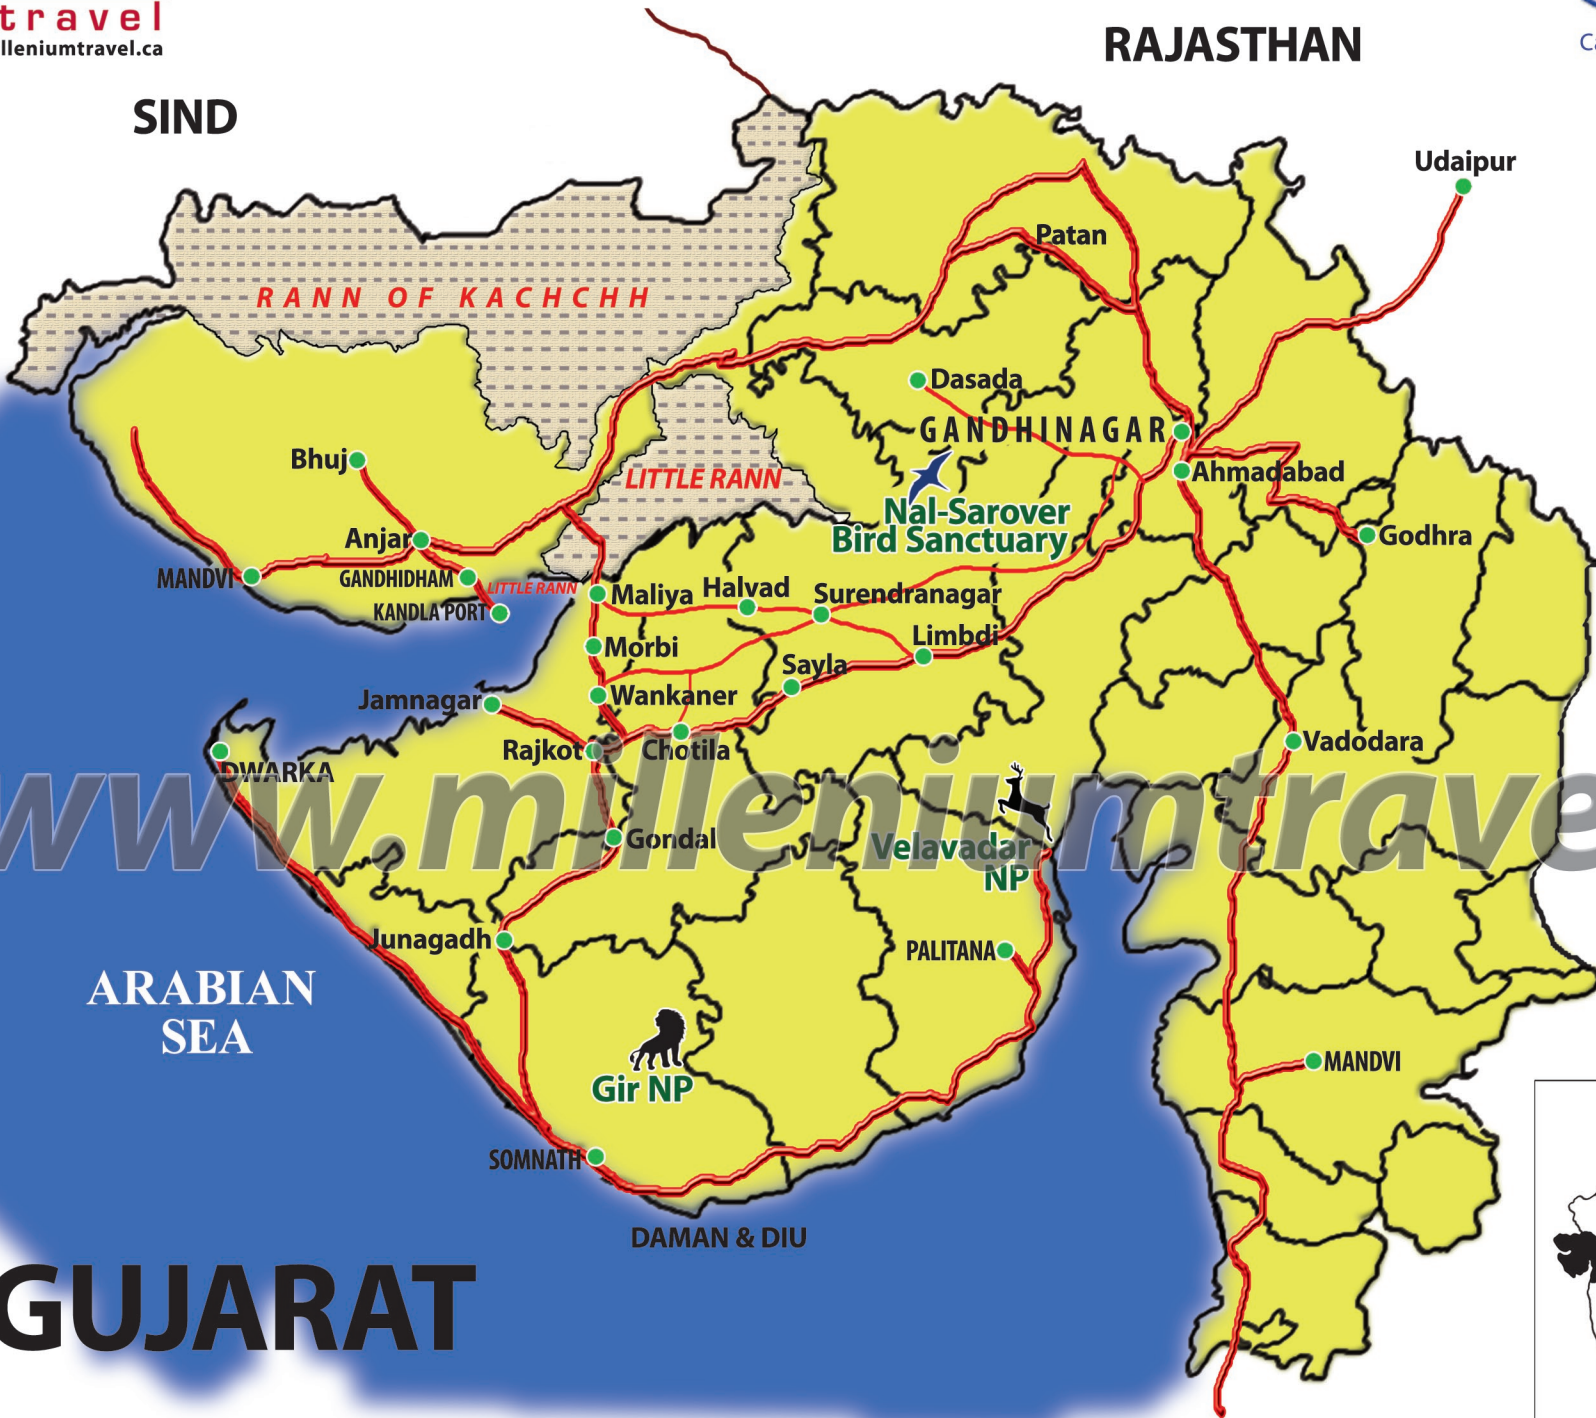 travel
lleniumtravel.ca
RAJASTHAN
SIND
Udaipur
Patan
RANN OF KACHCHH
Dasada
GANDHINAGAR
Bhuj
LITTLE RANN
Ahmadabad
Nal-Sarover
Bird Sanctuary
Anjar
Godhra
MANDVI
GANDHIDHAM
LITTLE RANN
KANDLA PORT
Maliya
Halvad
Surendranagar
Morbi
Limbdi
Sayla
Jamnagar
Wankaner
Rajkot
Chotila
Vadodara
DWARKA
www.milleniumtrave
Gondal
Velavadar
NP
Junagadh
PALITANA
ARABIAN
SEA
Gir NP
MANDVI
SOMNATH
DAMAN & DIU
GUJARAT